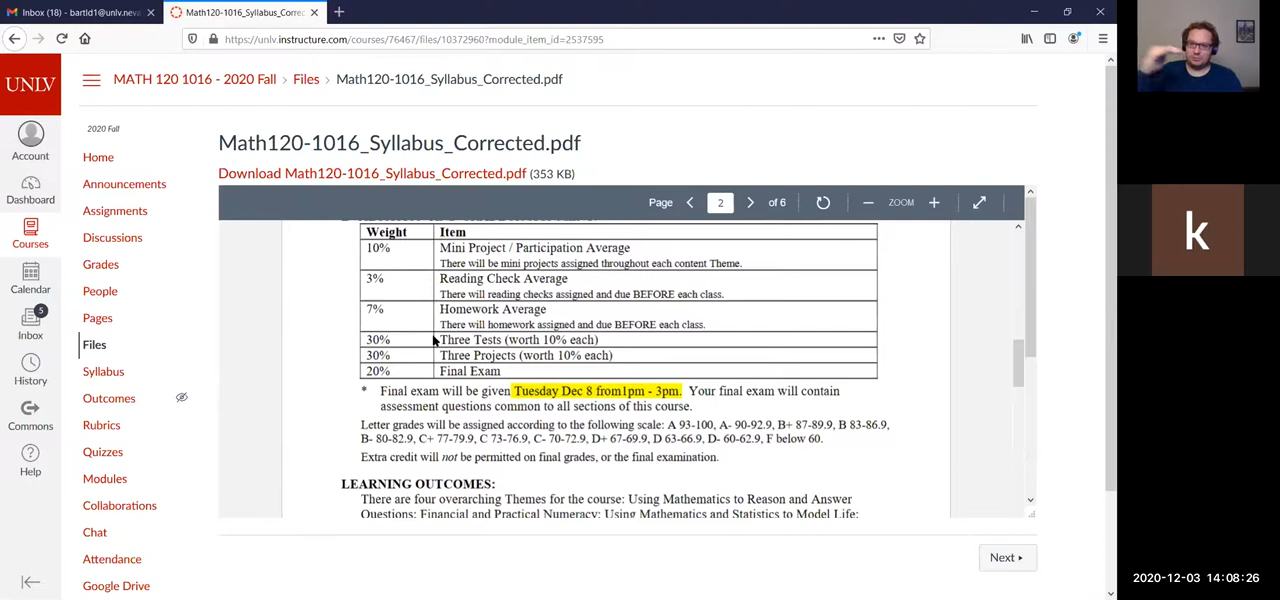 Inbox (18) - bartld1@unlv.neva
Math120-1016_Syllabus_Correc
https://unlv.instructure.com/courses/76467/files/10372960?module_item_id=2537595
UNLV
MATH 120 1016 - 2020 Fall › Files › Math120-1016_Syllabus_Corrected.pdf
Account
Dashboard
Courses
Calendar
5
Inbox
History
Commons
Help
2020 Fall
Home
Announcements
Assignments
Discussions
Grades
People
Pages
Files
Syllabus
Outcomes
Rubrics
Quizzes
Modules
Collaborations
Chat
Attendance
Google Drive
Math120-1016_Syllabus_Corrected.pdf
Download Math120-1016_Syllabus_Corrected.pdf (353 KB)
Page 2 of 6 ZOOM
Weight Item
10% Mini Project / Participation Average
There will be mini projects assigned throughout each content Theme.
3% Reading Check Average
There will reading checks assigned and due BEFORE each class.
7% Homework Average
There will homework assigned and due BEFORE each class.
30% Three Tests (worth 10% each)
30% Three Projects (worth 10% each)
20% Final Exam
* Final exam will be given Tuesday Dec 8 from1pm - 3pm. Your final exam will contain
assessment questions common to all sections of this course.
Letter grades will be assigned according to the following scale: A 93-100, A- 90-92.9, B+ 87-89.9, B 83-86.9,
B- 80-82.9, C+ 77-79.9, C 73-76.9, C- 70-72.9, D+ 67-69.9, D 63-66.9, D- 60-62.9, F below 60.
Extra credit will not be permitted on final grades, or the final examination.
LEARNING OUTCOMES:
There are four overarching Themes for the course: Using Mathematics to Reason and Answer
Questions; Financial and Practical Numeracy; Using Mathematics and Statistics to Model Life;
Next
k
2020-12-03 14:08:26